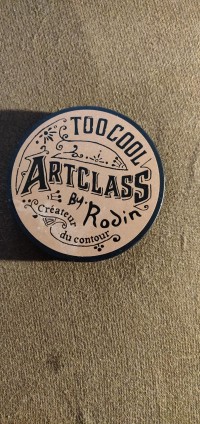 TOO COOL
ARTCLASS
By: Rodin
Créateur
du contour